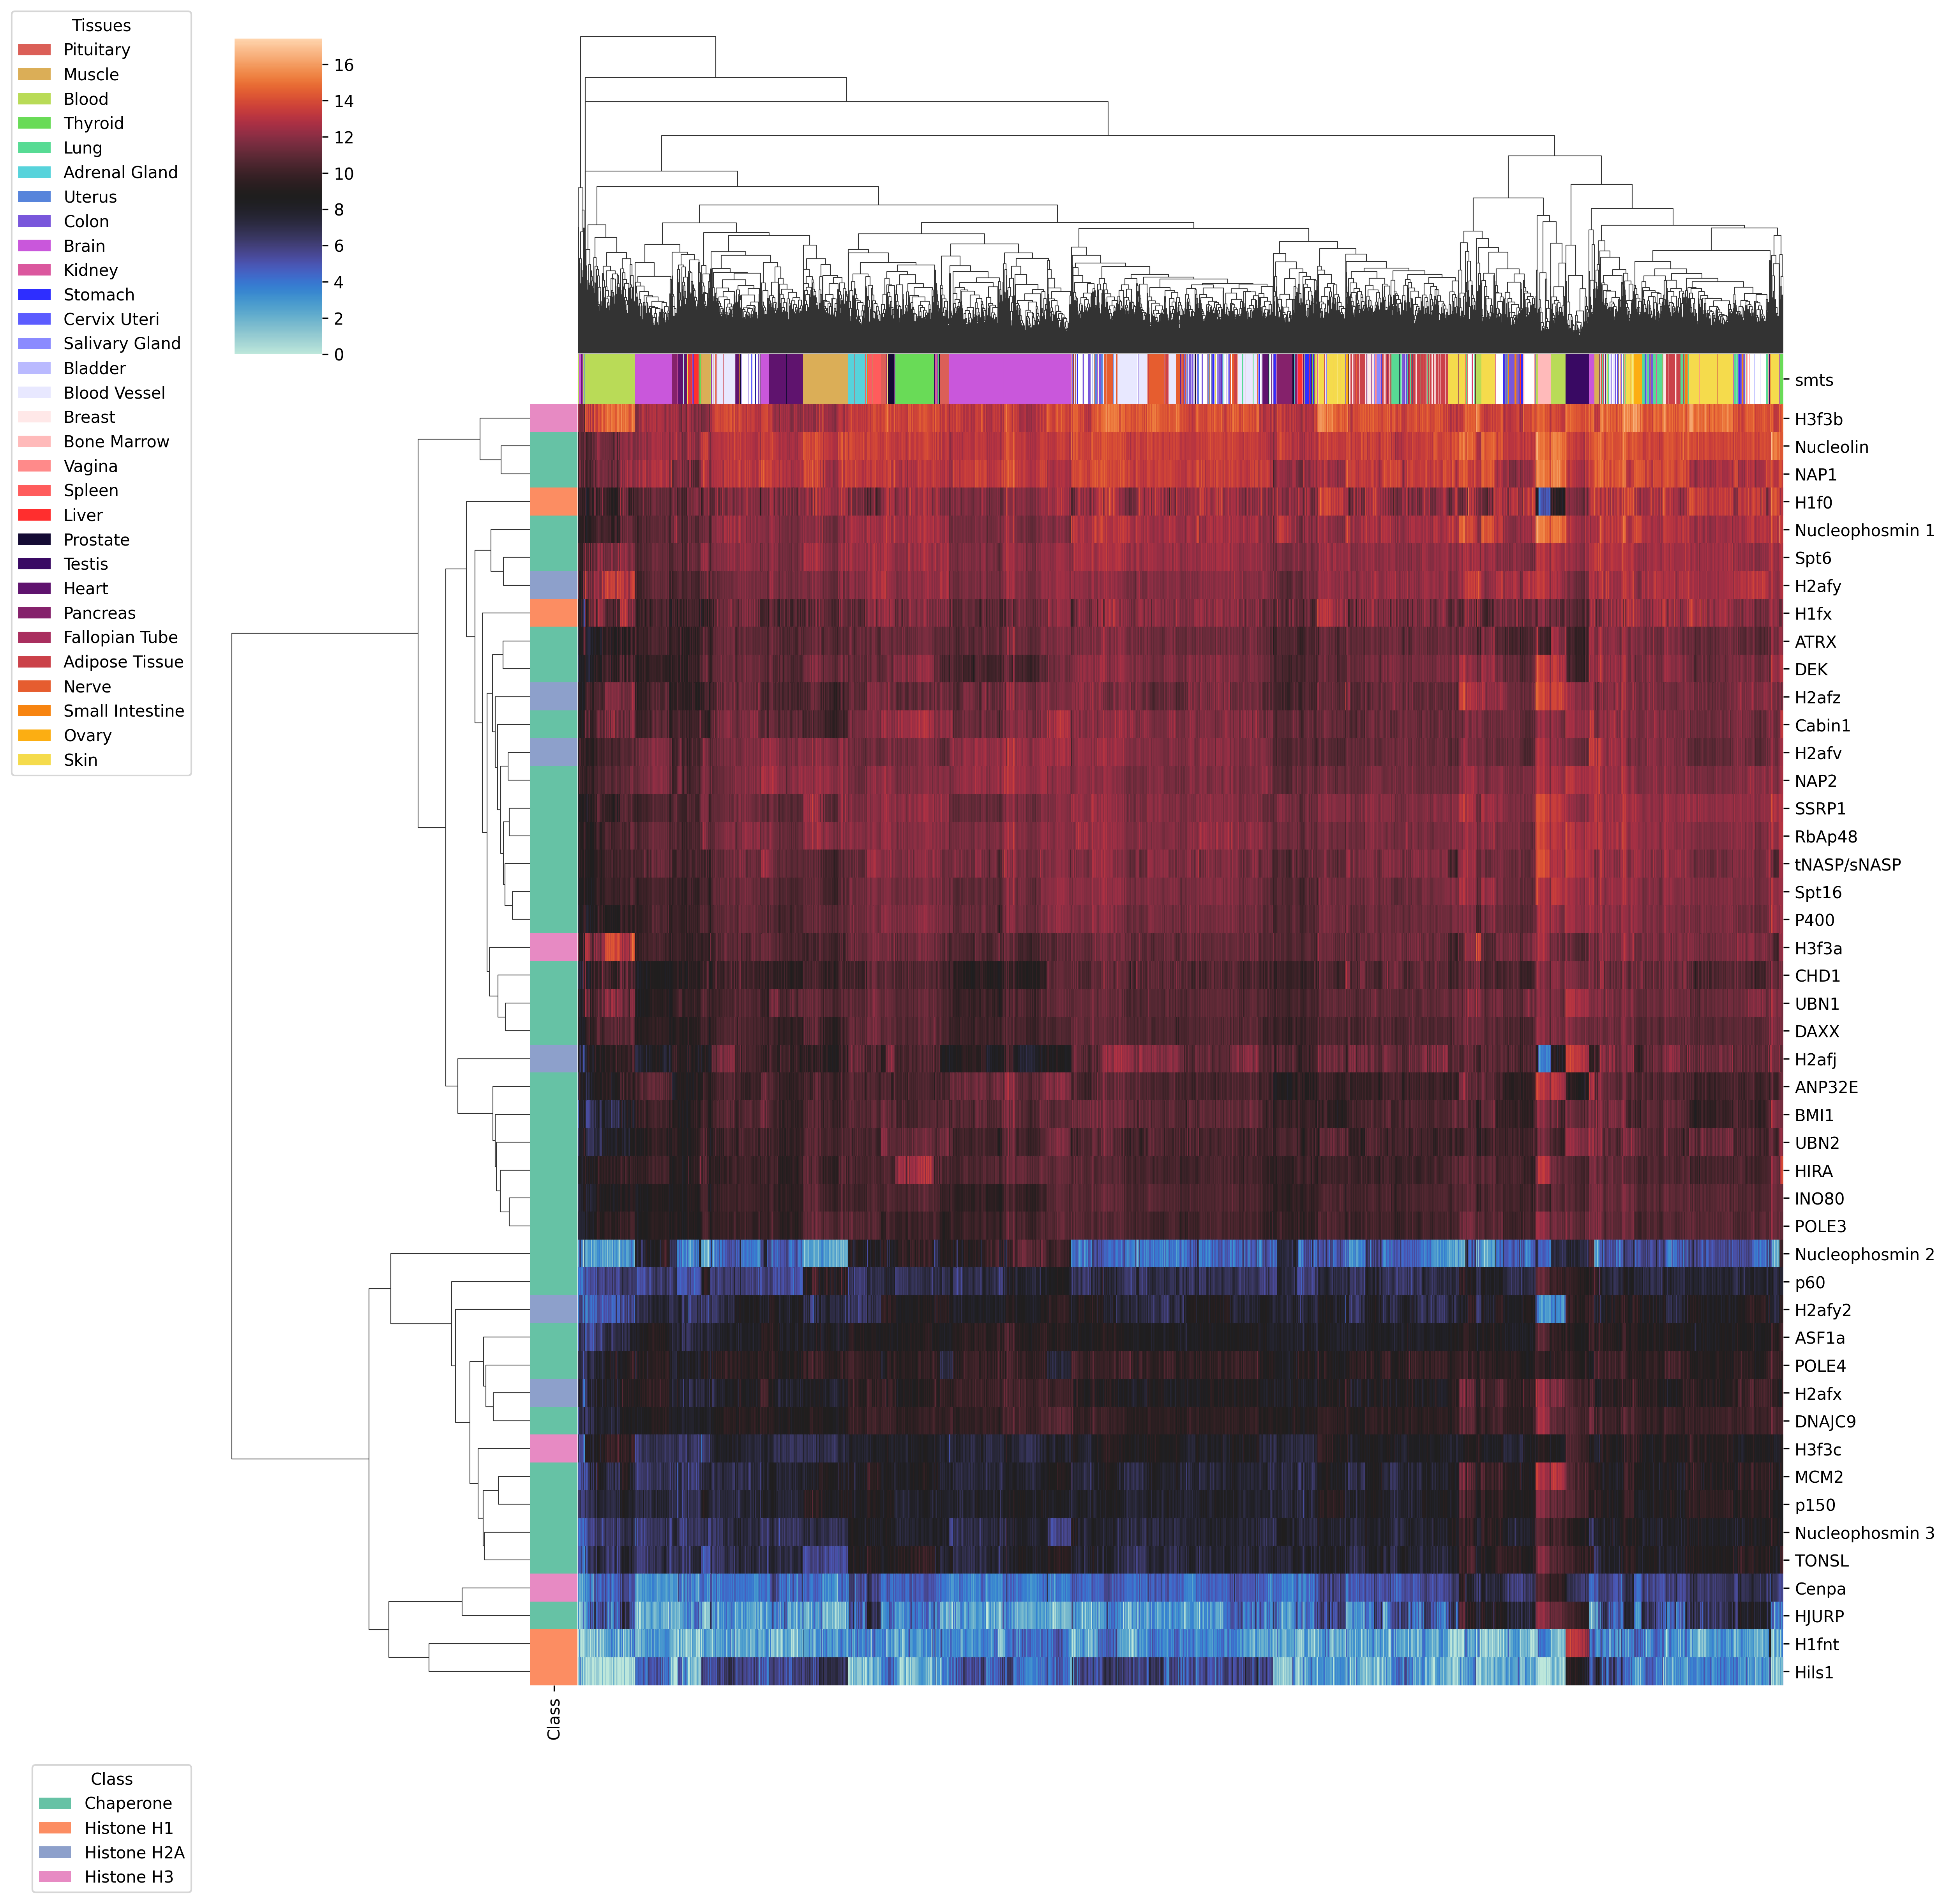 Tissues
Pituitary
Muscle
Blood
Thyroid
Lung
Adrenal Gland
Uterus
Colon
Brain
Kidney
Stomach
Cervix Uteri
Salivary Gland
Bladder
Blood Vessel
Breast
Bone Marrow
Vagina
Spleen
Liver
Prostate
Testis
Heart
Pancreas
Fallopian Tube
Adipose Tissue
Nerve
Small Intestine
Ovary
Skin
16
14
12
10
8
6
4
2
0
smts
H3f3b
Nucleolin
NAP1
H1f0
Nucleophosmin 1
Spt6
H2afy
H1fx
ATRX
DEK
H2afz
Cabin1
H2afv
NAP2
SSRP1
RbAp48
tNASP/sNASP
Spt16
P400
H3f3a
CHD1
UBN1
DAXX
H2afj
ANP32E
BMI1
UBN2
HIRA
INO80
POLE3
Nucleophosmin 2
p60
H2afy2
ASF1a
POLE4
H2afx
DNAJC9
H3f3c
MCM2
p150
Nucleophosmin 3
TONSL
Cenpa
HJURP
H1fnt
Hils1
Class
Class
Chaperone
Histone H1
Histone H2A
Histone H3